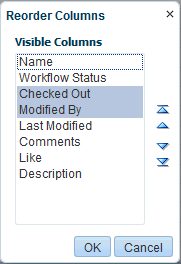 Reorder Columns
Visible Columns
Name
Workflow Status
Checked Out
Modified By
Last Modified
Comments
Like
Description
OK
Cancel